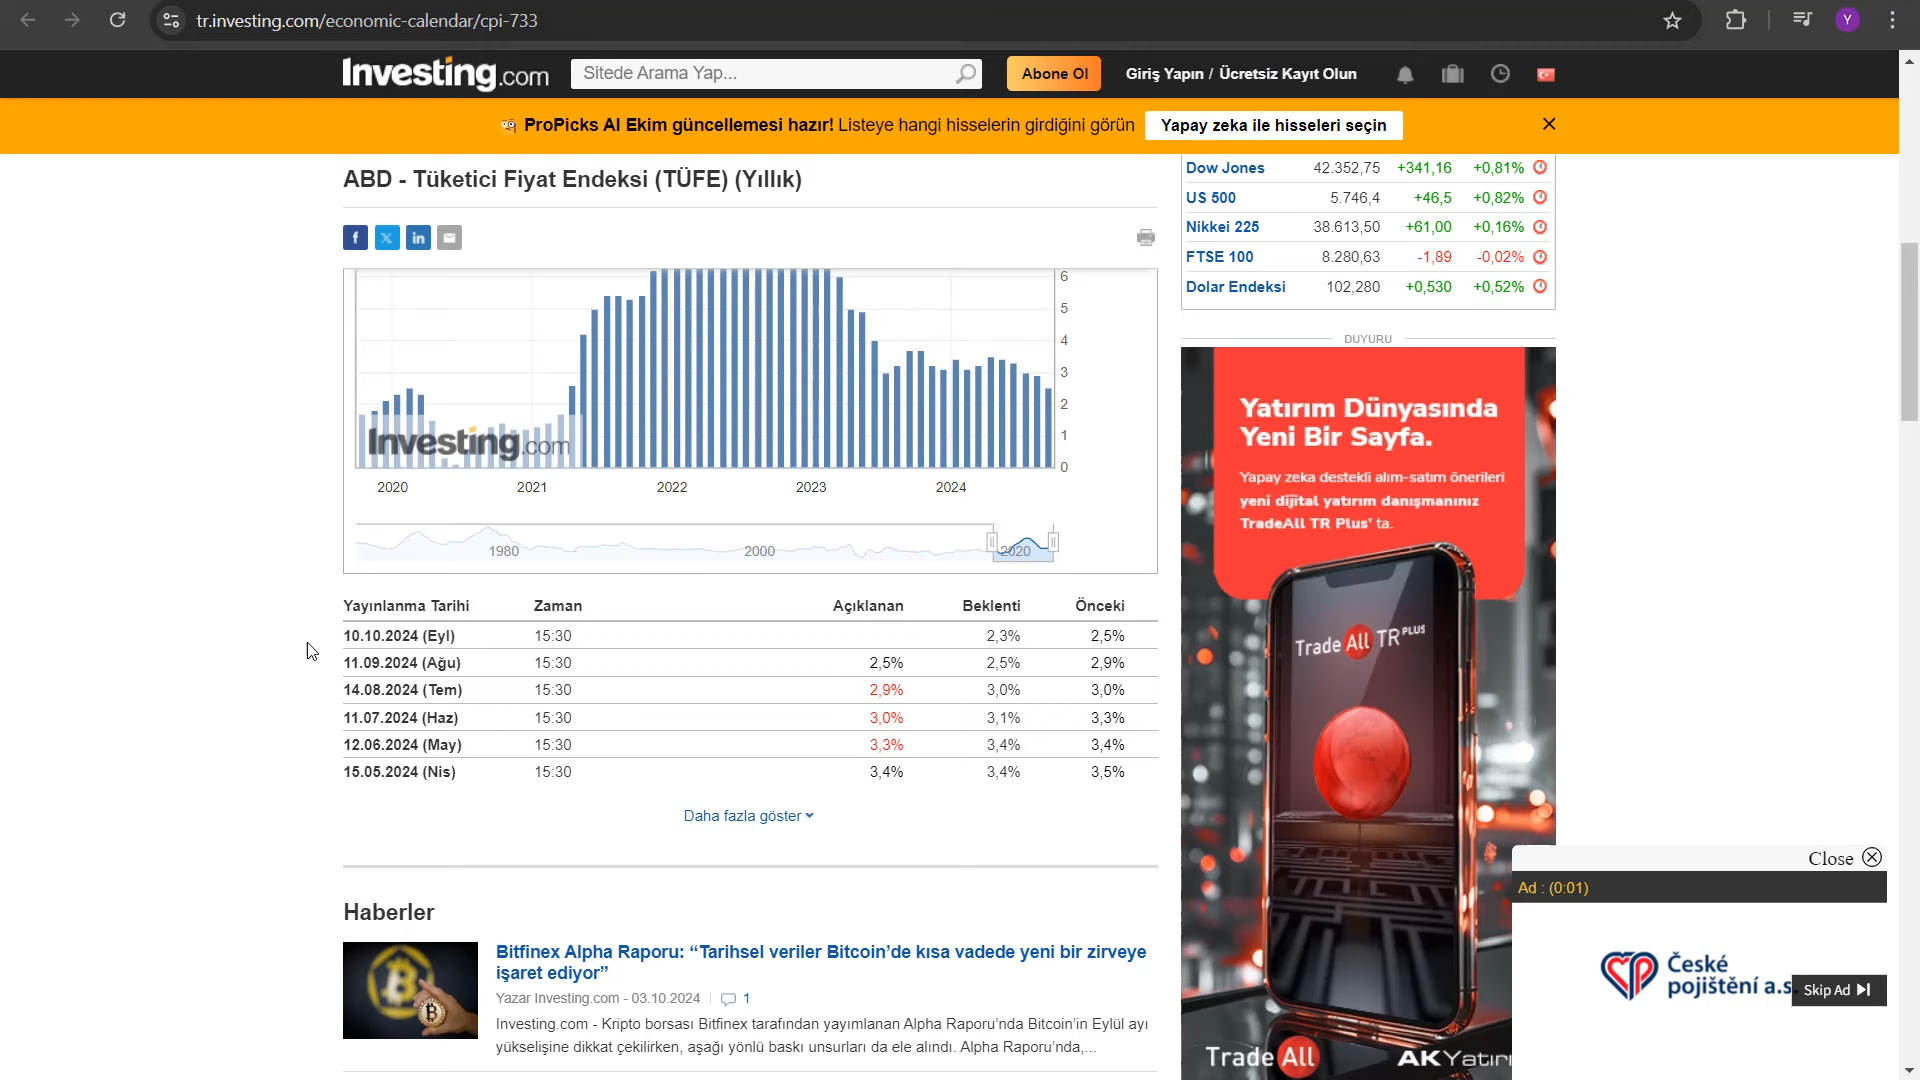 tr.investing.com/economic-calendar/cpi-733
Y
Investing.com
Sitede Arama Yap...
Abone Ol
Giriş Yapın / Ücretsiz Kayıt Olun
ProPicks AI Ekim güncellemesi hazır! Listeye hangi hisselerin girdiğini görün
Yapay zeka ile hisseleri seçin
ABD - Tüketici Fiyat Endeksi (TÜFE) (Yıllık)
6
5
4
3
2
1
0
Investing.com
2020 2021 2022 2023 2024
1980 2000 2020
Yayınlanma Tarihi Zaman Açıklanan Beklenti Önceki
10.10.2024 (Eyl) 15:30 2,3% 2,5%
11.09.2024 (Ağu) 15:30 2,5% 2,5% 2,9%
14.08.2024 (Tem) 15:30 2,9% 3,0% 3,0%
11.07.2024 (Haz) 15:30 3,0% 3,1% 3,3%
12.06.2024 (May) 15:30 3,3% 3,4% 3,4%
15.05.2024 (Nis) 15:30 3,4% 3,4% 3,5%
Daha fazla göster
Haberler
Bitfinex Alpha Raporu: “Tarihsel veriler Bitcoin’de kısa vadede yeni bir zirveye
işaret ediyor”
Yazar Investing.com - 03.10.2024 1
Investing.com - Kripto borsası Bitfinex tarafından yayımlanan Alpha Raporu’nda Bitcoin’in Eylül ayı
yükselişine dikkat çekilirken, aşağı yönlü baskı unsurları da ele alındı. Alpha Raporu’nda,...
Dow Jones 42.352,75 +341,16 +0,81%
US 500 5.746,4 +46,5 +0,82%
Nikkei 225 38.613,50 +61,00 +0,16%
FTSE 100 8.280,63 -1,89 -0,02%
Dolar Endeksi 102,280 +0,530 +0,52%
DUYURU
Yatırım Dünyasında
Yeni Bir Sayfa.
Yapay zeka destekli alım-satım önerileri
yeni dijital yatırım danışmanınız
TradeAll TR Plus’ ta.
Trade All TR PLUS
Trade All
AKYatırı
Close
Ad : (0:01)
České
pojištění a.s.
Skip Ad